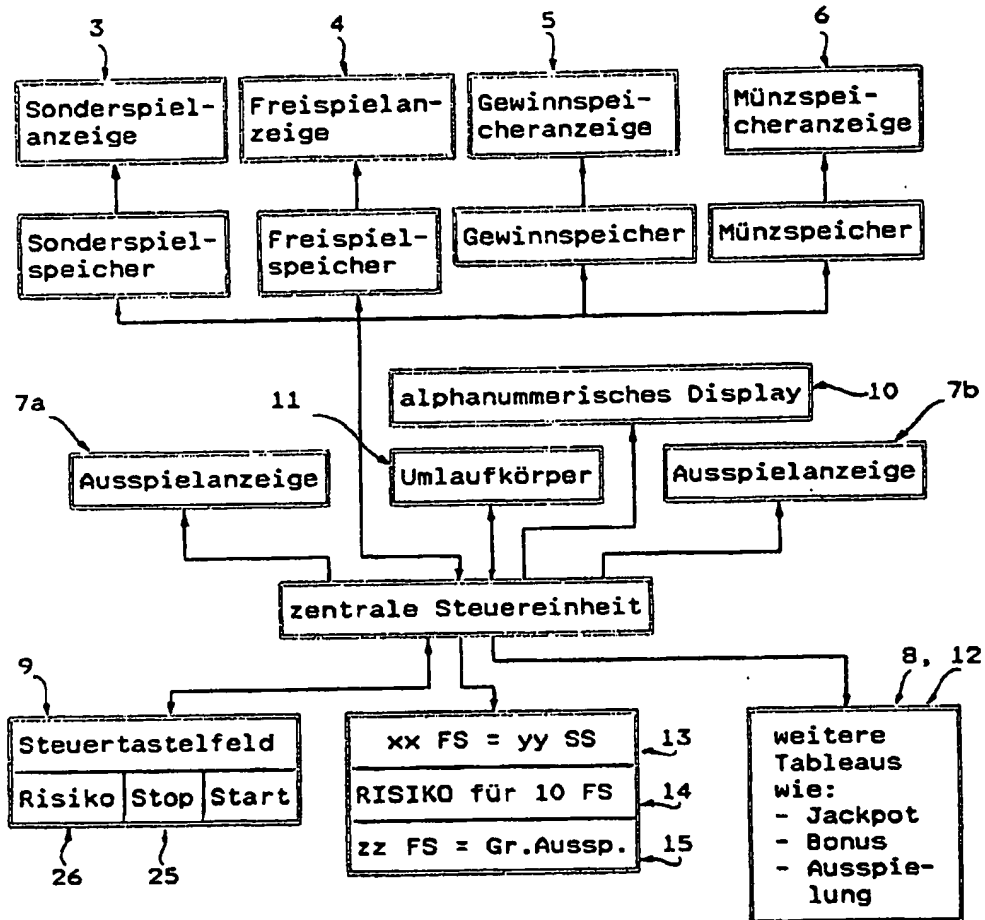 3
4
5
6
Sonderspiel-
anzeige
Freispielan-
zeige
Gewinnspei-
cheranzeige
Münzspei-
cheranzeige
Sonderspiel-
speicher
Freispiel-
speicher
Gewinnspeicher
Münzspeicher
7a
11
alphanummerisches Display
10
7b
Ausspielanzeige
Umlaufkörper
Ausspielanzeige
zentrale Steuereinheit
9
8, 12
Steuertastelfeld
Risiko Stop Start
26
25
xx FS = yy SS
13
RISIKO für 10 FS
14
zz FS = Gr.Aussp.
15
weitere
Tableaus
wie:
- Jackpot
- Bonus
- Ausspie-
lung